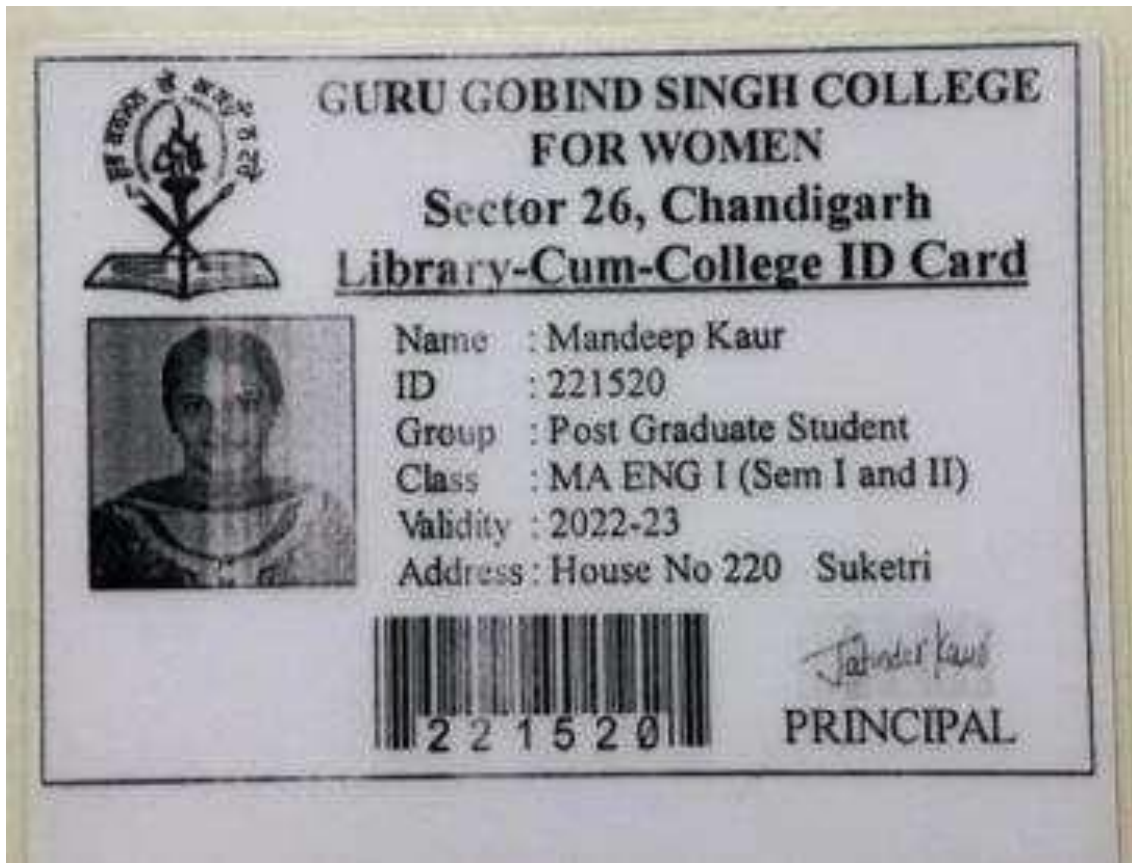 GURU GOBIND SINGH COLLEGE
FOR WOMEN
Sector 26, Chandigarh
Library-Cum-College ID Card
Name : Mandeep Kaur
ID : 221520
Group : Post Graduate Student
Class : MA ENG I (Sem I and II)
Validity : 2022-23
Address : House No 220 Suketri
221520
Jatinder Kaur
PRINCIPAL